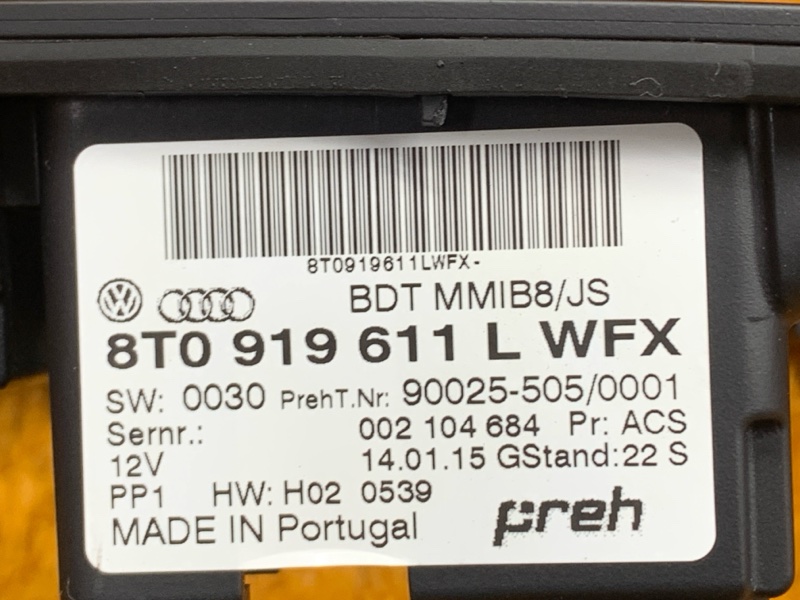 8T0919611LWFX-
BDT MMIB8/JS
8T0 919 611 L WFX
SW: 0030 PrehT.Nr: 90025-505/0001
Sernr.: 002 104 684 Pr: ACS
12V 14.01.15 GStand:22 S
PP1 HW: H02 0539
MADE IN Portugal preh